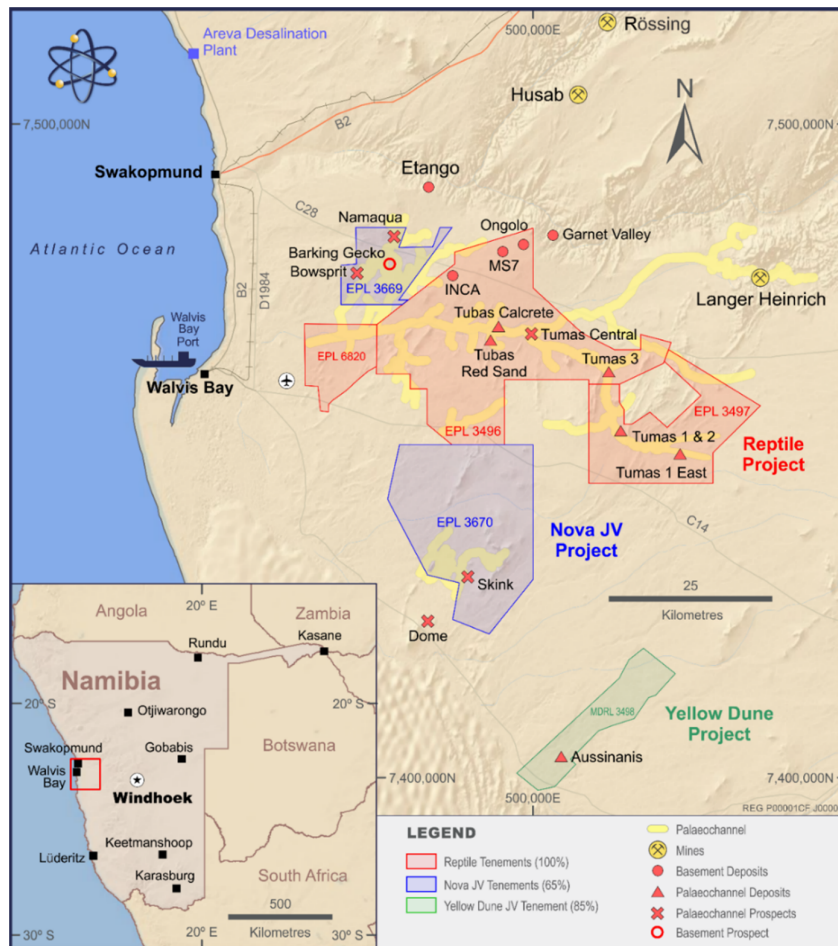 Areva Desalination
Plant
500,000E
Rössing
Husab
N
7,500,000N
7,500,000N
B2
Swakopmund
Etango
C28
Namaqua
Ongolo
Garnet Valley
Atlantic Ocean
Barking Gecko
MS7
Bowsprit
EPL 3669
INCA
Langer Heinrich
B2
D1984
Walvis
Bay
Port
Tubas Calcrete
Tumas Central
EPL 6820
Tubas
Red Sand
Tumas 3
Walvis Bay
EPL 3497
EPL 3496
Tumas 1 & 2
Reptile
Project
Tumas 1 East
C14
EPL 3670
Nova JV
Project
Skink
25
Kilometres
Dome
MDRL 3498
Yellow Dune
Project
Aussinanis
7,400,000N
7,400,000N
500,000E
REG P00001CF J0000
20° E
Angola
Zambia
Rundu
Kasane
Namibia
20° S
20° S
Otjiwarongo
Botswana
Swakopmund
Gobabis
Walvis
Bay
Windhoek
Keetmanshoop
Lüderitz
Karasburg
South Africa
500
Kilometres
30° S
20° E
30° S
LEGEND
Reptile Tenements (100%)
Nova JV Tenements (65%)
Yellow Dune JV Tenement (85%)
Palaeochannel
Mines
Basement Deposits
Palaeochannel Deposits
Palaeochannel Prospects
Basement Prospect